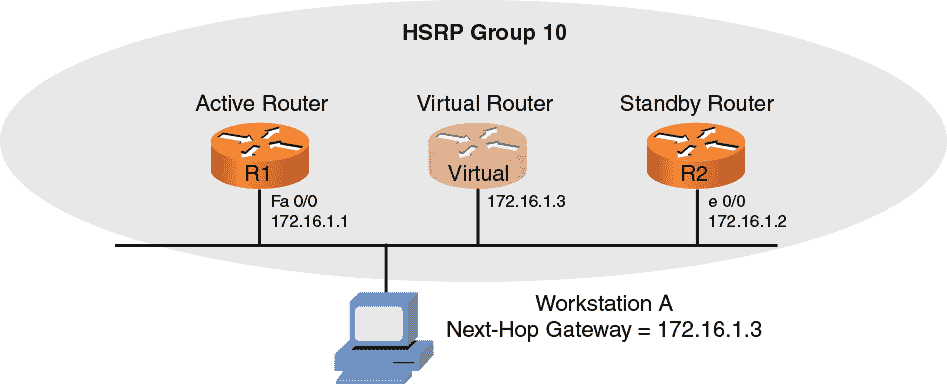 HSRP Group 10
Active Router
Virtual Router
Standby Router
R1
Virtual
R2
Fa 0/0
172.16.1.1
172.16.1.3
e 0/0
172.16.1.2
Workstation A
Next-Hop Gateway = 172.16.1.3